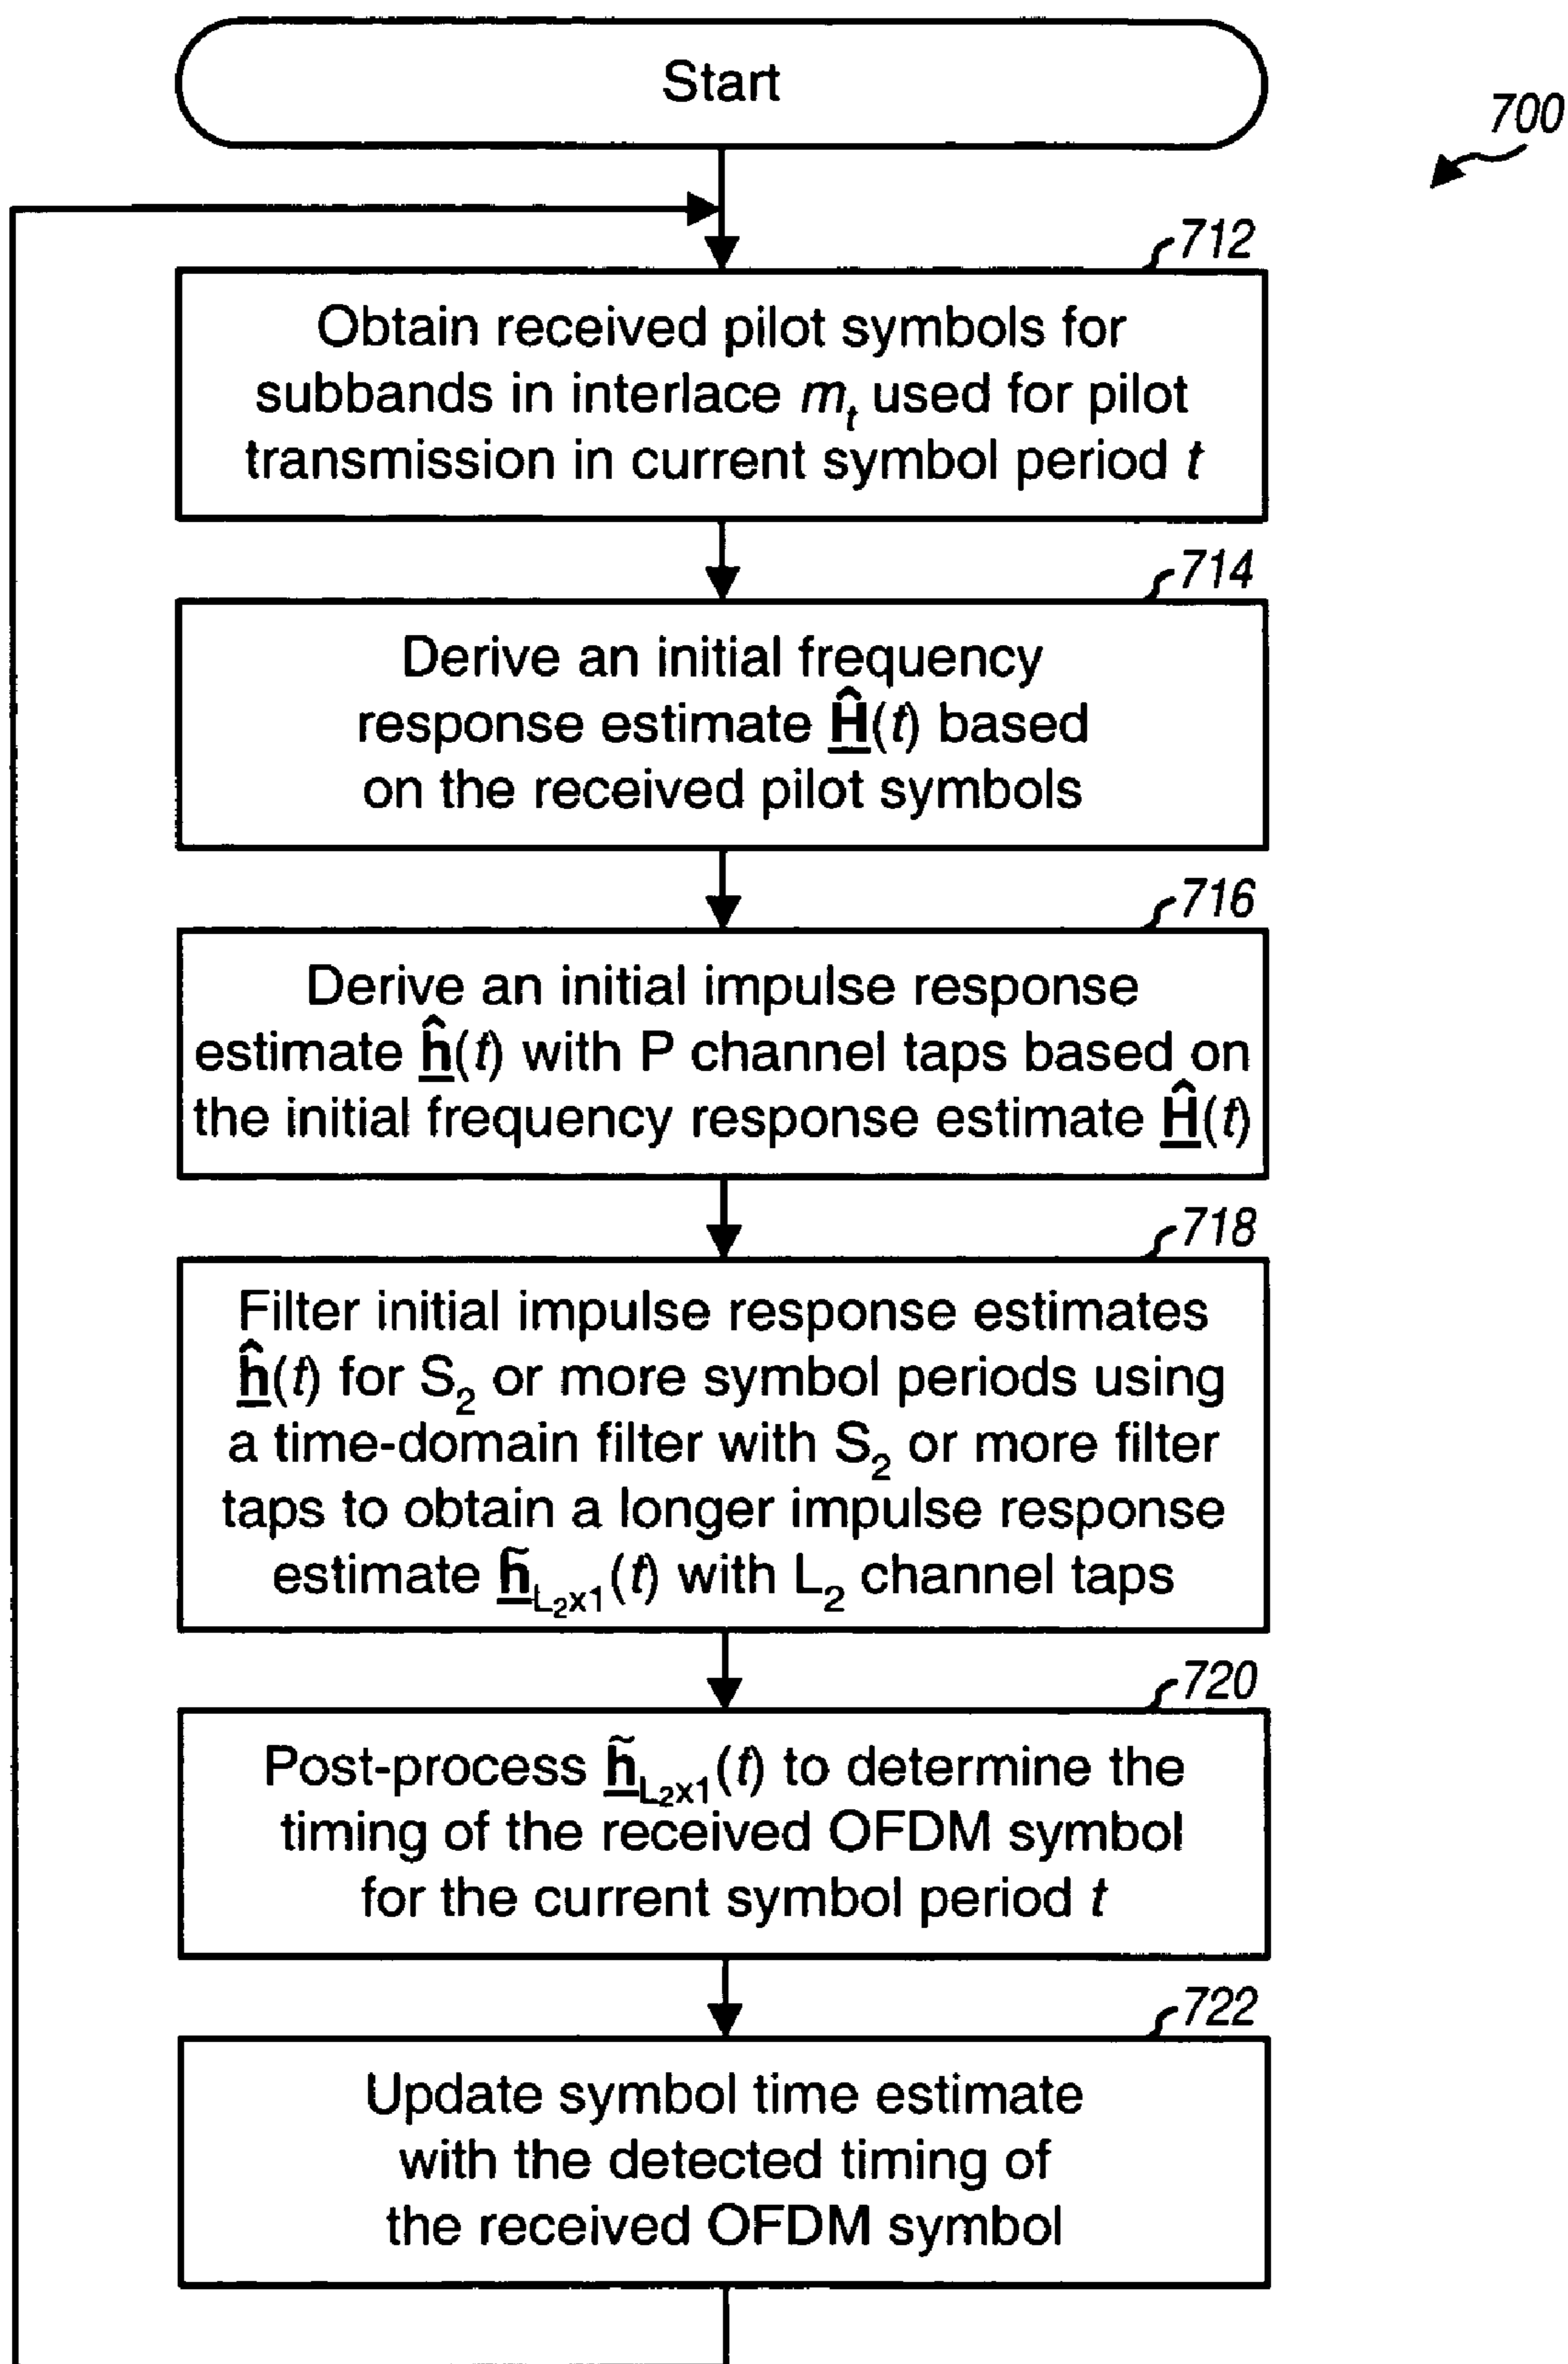 Start
700
712
Obtain received pilot symbols for
subbands in interlace mₜ used for pilot
transmission in current symbol period t
714
Derive an initial frequency
response estimate Ĥ(t) based
on the received pilot symbols
716
Derive an initial impulse response
estimate ĥ(t) with P channel taps based on
the initial frequency response estimate Ĥ(t)
718
Filter initial impulse response estimates
ĥ(t) for S₂ or more symbol periods using
a time-domain filter with S₂ or more filter
taps to obtain a longer impulse response
estimate h̃_L₂x1(t) with L₂ channel taps
720
Post-process h̃_L₂x1(t) to determine the
timing of the received OFDM symbol
for the current symbol period t
722
Update symbol time estimate
with the detected timing of
the received OFDM symbol